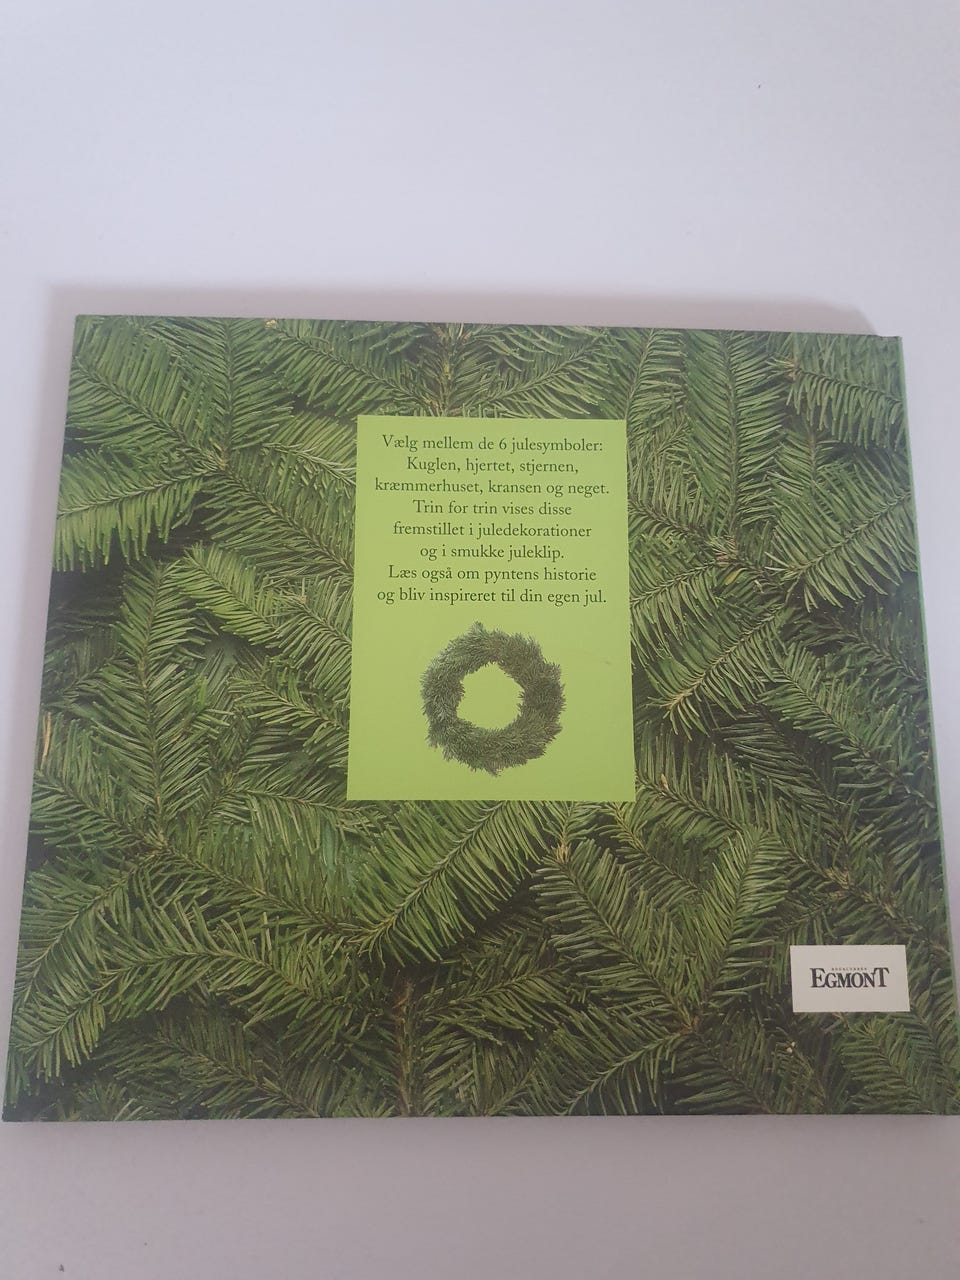 Vælg mellem de 6 julesymboler:
Kuglen, hjertet, stjernen,
kræmmerhuset, kransen og neget.
Trin for trin vises disse
fremstillet i juledekorationer
og i smukke juleklip.
Læs også om pyntens historie
og bliv inspireret til din egen jul.
EGMONT